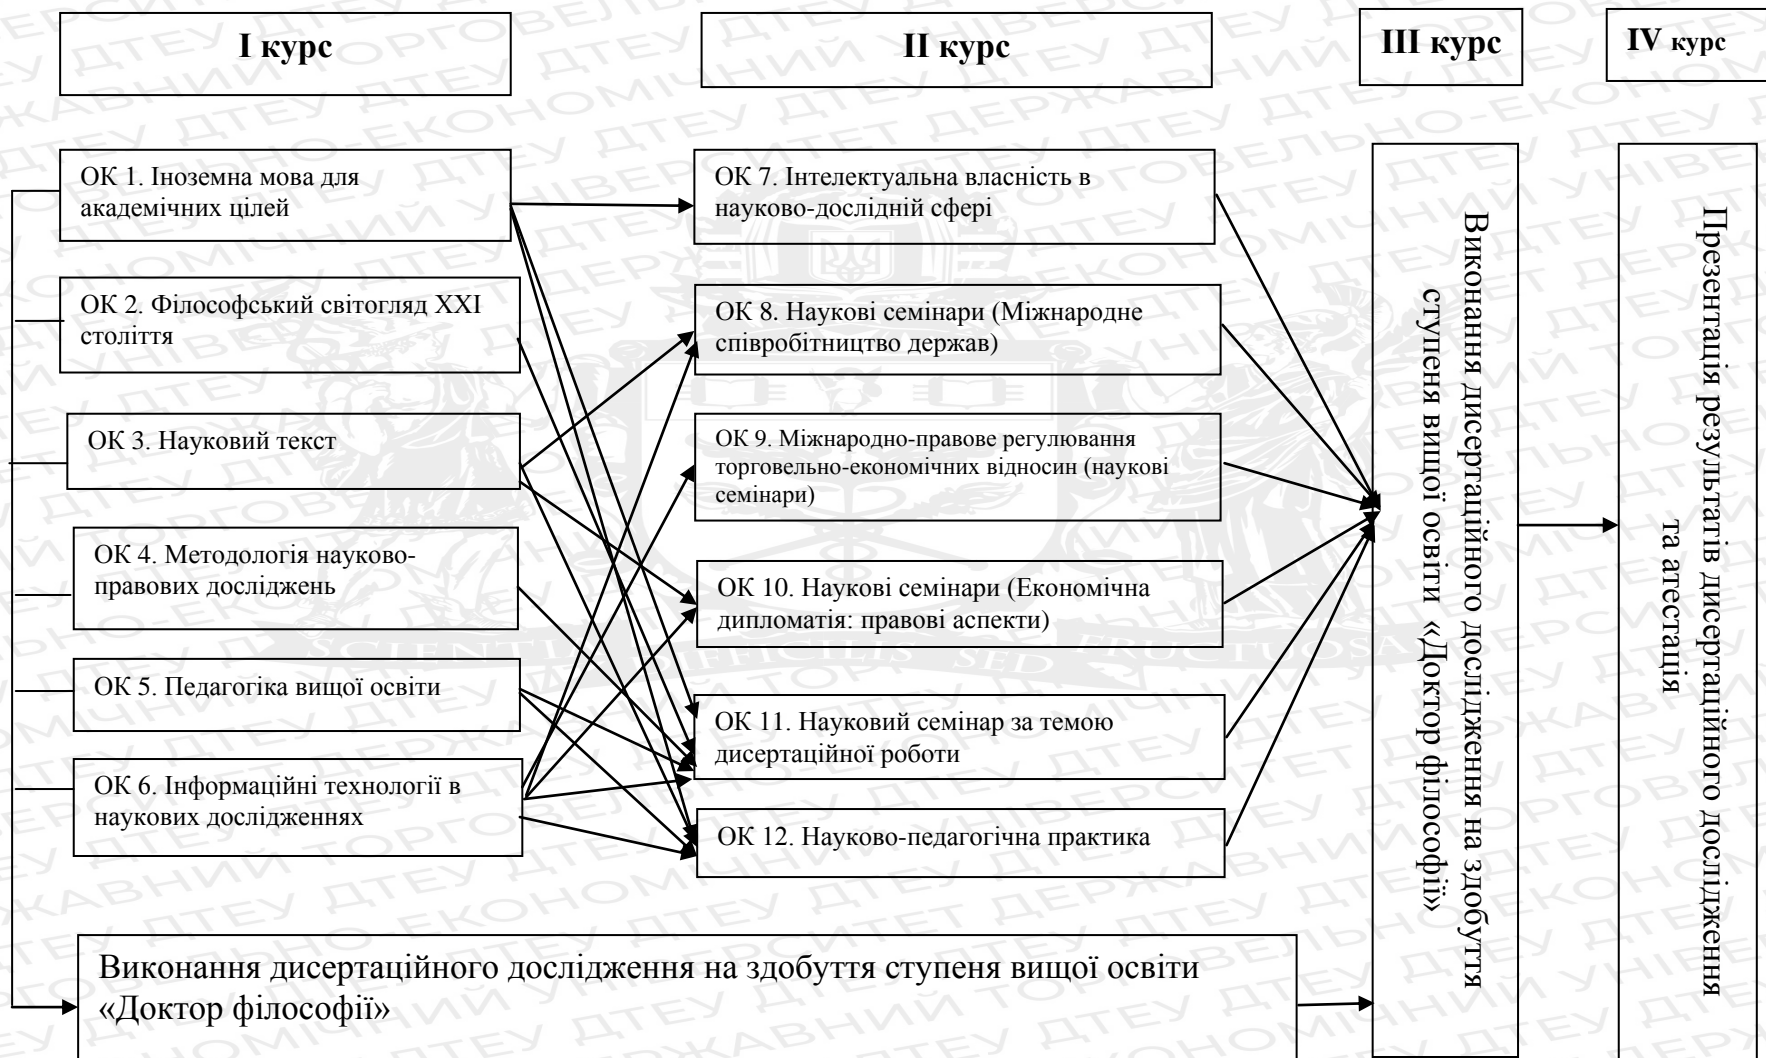 I курс
II курс
III курс
IV курс
ОК 1. Іноземна мова для
академічних цілей
ОК 2. Філософський світогляд ХХІ
століття
ОК 3. Науковий текст
ОК 4. Методологія науково-
правових досліджень
ОК 5. Педагогіка вищої освіти
ОК 6. Інформаційні технології в
наукових дослідженнях
ОК 7. Інтелектуальна власність в
науково-дослідній сфері
ОК 8. Наукові семінари (Міжнародне
співробітництво держав)
ОК 9. Міжнародно-правове регулювання
торговельно-економічних відносин (наукові
семінари)
ОК 10. Наукові семінари (Економічна
дипломатія: правові аспекти)
ОК 11. Науковий семінар за темою
дисертаційної роботи
ОК 12. Науково-педагогічна практика
Виконання дисертаційного дослідження на здобуття ступеня вищої освіти
«Доктор філософії»
Виконання дисертаційного дослідження на здобуття
ступеня вищої освіти «Доктор філософії»
Презентація результатів дисертаційного дослідження
та атестація